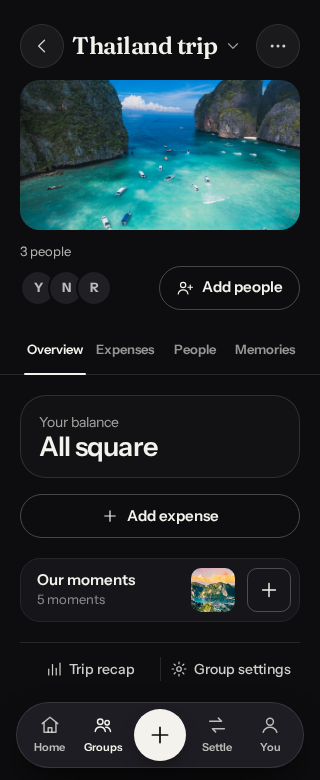 Thailand trip
3 people
Y N R
Add people
Overview Expenses People Memories
Your balance
All square
Add expense
Our moments
5 moments
Trip recap Group settings
Home Groups Settle You